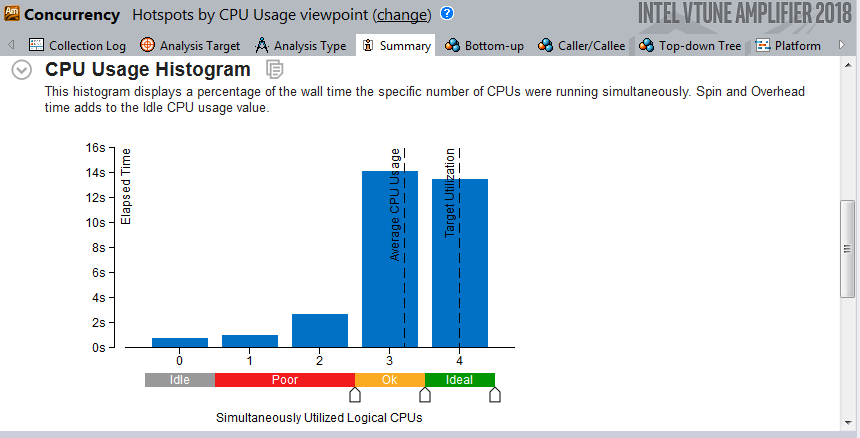 Am Concurrency Hotspots by CPU Usage viewpoint (change) ?
INTEL VTUNE AMPLIFIER 2018
Collection Log Analysis Target Analysis Type Summary Bottom-up Caller/Callee Top-down Tree Platform
CPU Usage Histogram
This histogram displays a percentage of the wall time the specific number of CPUs were running simultaneously. Spin and Overhead
time adds to the Idle CPU usage value.
16s
14s
12s
10s
8s
6s
4s
2s
0s
Elapsed Time
Average CPU Usage
Target Utilization
0 1 2 3 4
Idle Poor Ok Ideal
Simultaneously Utilized Logical CPUs